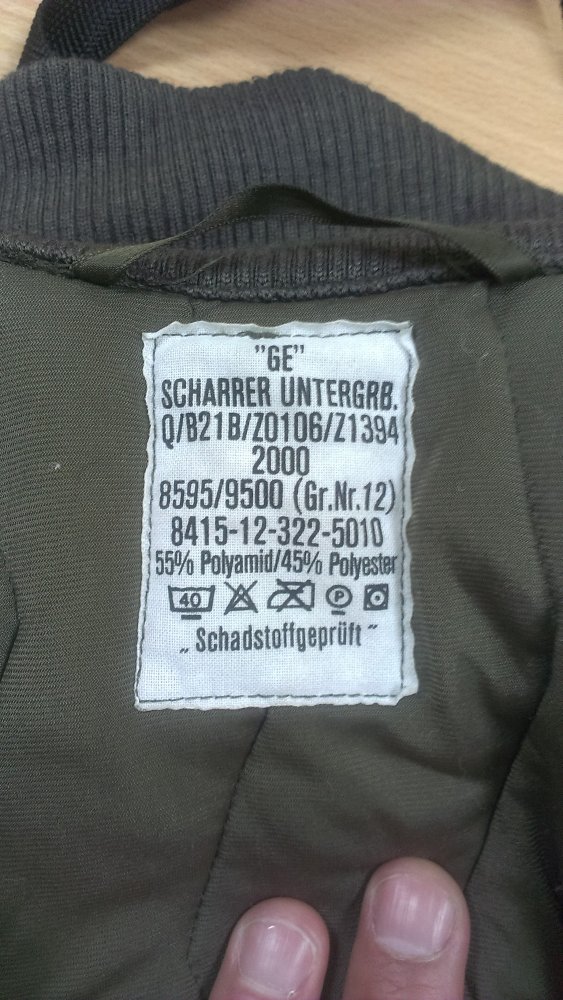 "GE"
SCHARRER UNTERGRB.
Q/B21B/Z0106/Z1394
2000
8595/9500 (Gr.Nr.12)
8415-12-322-5010
55% Polyamid/45% Polyester
40 P
„Schadstoffgeprüft"